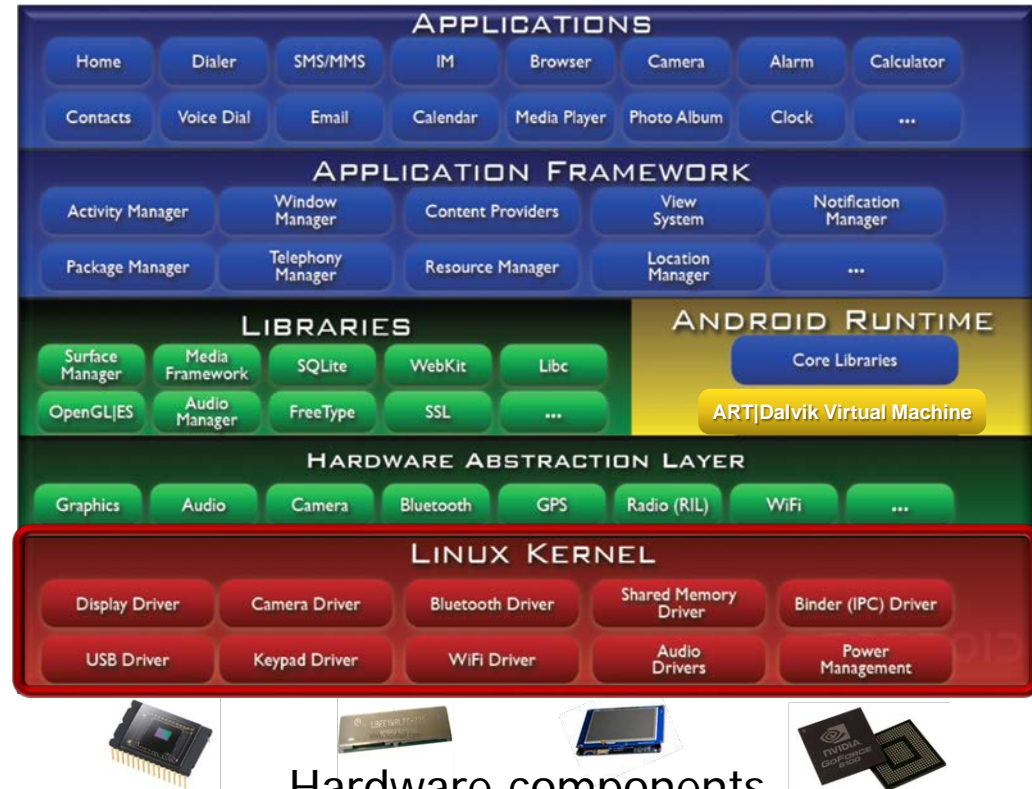 APPLICATIONS
Home Dialer SMS/MMS IM Browser Camera Alarm Calculator
Contacts Voice Dial Email Calendar Media Player Photo Album Clock ...
APPLICATION FRAMEWORK
Activity Manager
Window
Manager
Content Providers
View
System
Notification
Manager
Package Manager
Telephony
Manager
Resource Manager
Location
Manager
...
LIBRARIES
Surface
Manager
Media
Framework
SQLite
WebKit
Libc
OpenGL|ES
Audio
Manager
FreeType
SSL
...
ANDROID RUNTIME
Core Libraries
ART|Dalvik Virtual Machine
HARDWARE ABSTRACTION LAYER
Graphics Audio Camera Bluetooth GPS Radio (RIL) WiFi ...
LINUX KERNEL
Display Driver
Camera Driver
Bluetooth Driver
Shared Memory
Driver
Binder (IPC) Driver
USB Driver
Keypad Driver
WiFi Driver
Audio
Drivers
Power
Management
NVIDIA
GOFORCE
Hardware components